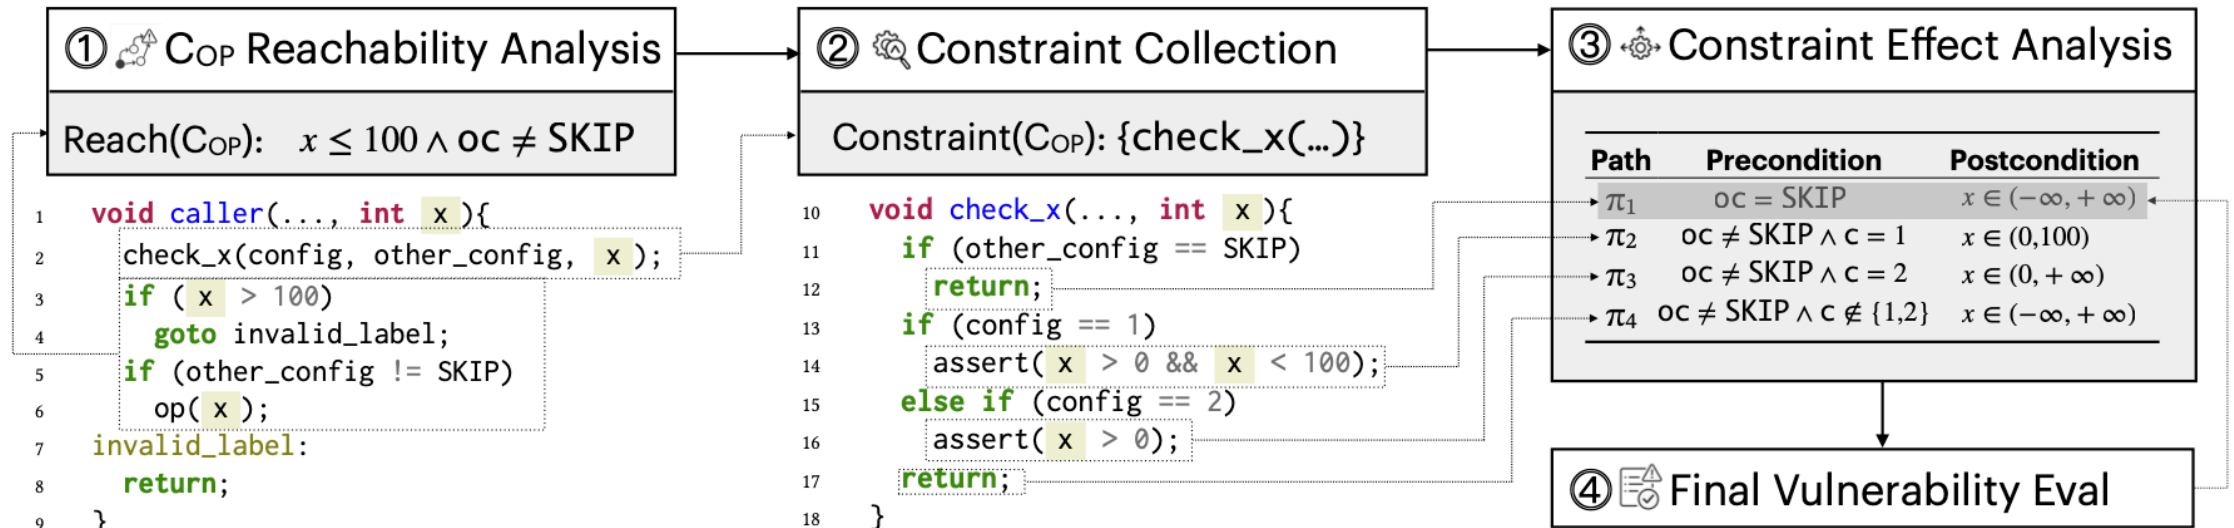 ① COP Reachability Analysis
Reach(COP): x ≤ 100 ∧ oc ≠ SKIP
1 void caller(..., int x){
2 check_x(config, other_config, x);
3 if (x > 100)
4 goto invalid_label;
5 if (other_config != SKIP)
6 op(x);
7 invalid_label:
8 return;
9 }
② Constraint Collection
Constraint(COP): {check_x(…)}
10 void check_x(..., int x){
11 if (other_config == SKIP)
12 return;
13 if (config == 1)
14 assert(x > 0 && x < 100);
15 else if (config == 2)
16 assert(x > 0);
17 return;
18 }
③ Constraint Effect Analysis
Path Precondition Postcondition
π1 oc = SKIP x ∈ (−∞, + ∞)
π2 oc ≠ SKIP ∧ c = 1 x ∈ (0,100)
π3 oc ≠ SKIP ∧ c = 2 x ∈ (0, + ∞)
π4 oc ≠ SKIP ∧ c ∉ {1,2} x ∈ (−∞, + ∞)
④ Final Vulnerability Eval